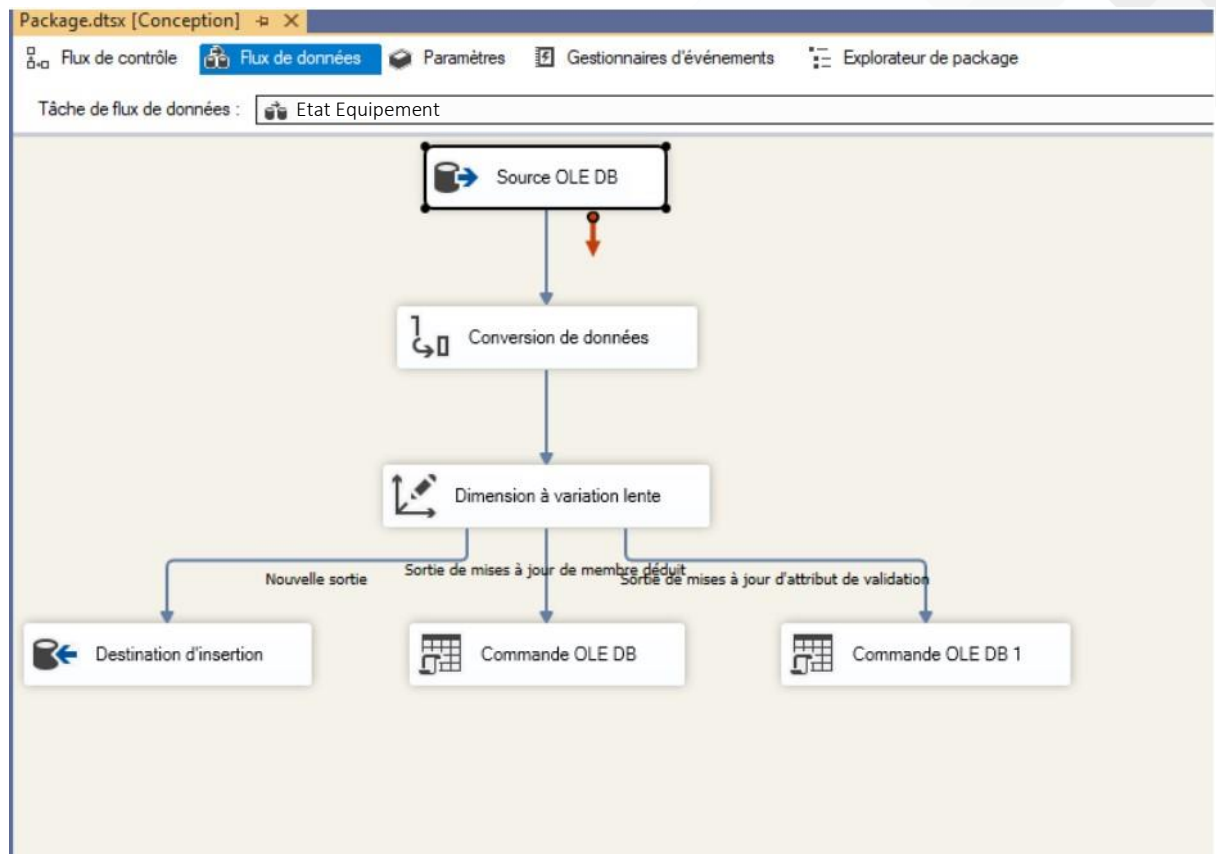 Package.dtsx [Conception]
Flux de contrôle Flux de données Paramètres Gestionnaires d'événements Explorateur de package
Tâche de flux de données : Etat Equipement
Source OLE DB
Conversion de données
Dimension à variation lente
Nouvelle sortie
Sortie de mises à jour de membre déduit
Sortie de mises à jour d'attribut de validation
Destination d'insertion
Commande OLE DB
Commande OLE DB 1